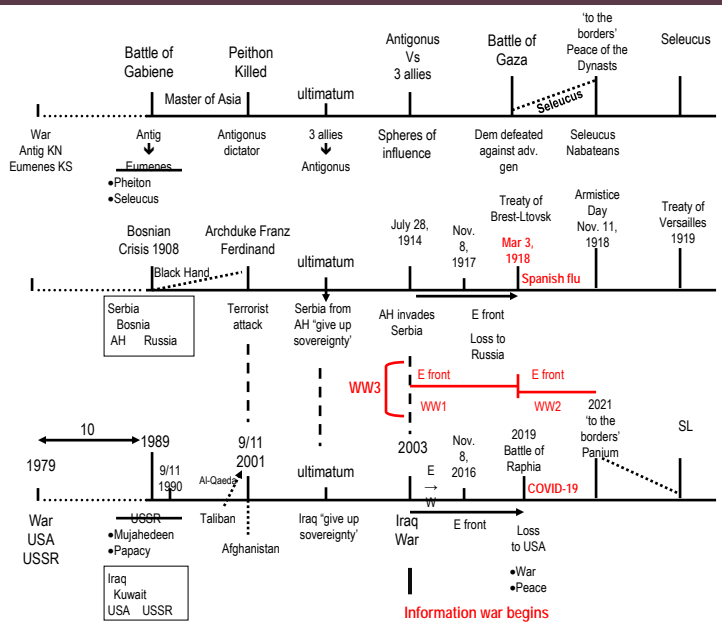 Battle of
Gabiene
Peithon
Killed
Antigonus
Vs
3 allies
Battle of
Gaza
‘to the
borders’
Peace of the
Dynasts
Seleucus
Master of Asia
ultimatum
Seleucus
War
Antig KN
Eumenes KS
Antig
Eumenes
•Pheiton
•Seleucus
Antigonus
dictator
3 allies
Antigonus
Spheres of
influence
Dem defeated
against adv.
gen
Seleucus
Nabateans
Bosnian
Crisis 1908
Archduke Franz
Ferdinand
ultimatum
July 28,
1914
Nov.
8,
1917
Treaty of
Brest-Ltovsk
Mar 3,
1918
Armistice
Day
Nov. 11,
1918
Treaty of
Versailles
1919
Black Hand
Spanish flu
Serbia
Bosnia
AH Russia
Terrorist
attack
Serbia from
AH “give up
sovereignty’
AH invades
Serbia
E front
Loss to
Russia
WW3
E front
WW1
E front
WW2
10
1979
1989
9/11
1990
Al-Qaeda
9/11
2001
ultimatum
2003
E
→
W
Nov.
8,
2016
2019
Battle of
Raphia
COVID-19
2021
‘to the
borders’
Panium
SL
War
USA
USSR
USSR
•Mujahedeen
•Papacy
Taliban
Afghanistan
Iraq “give up
sovereignty’
Iraq
War
E front
Loss
to USA
•War
•Peace
Iraq
Kuwait
USA USSR
Information war begins